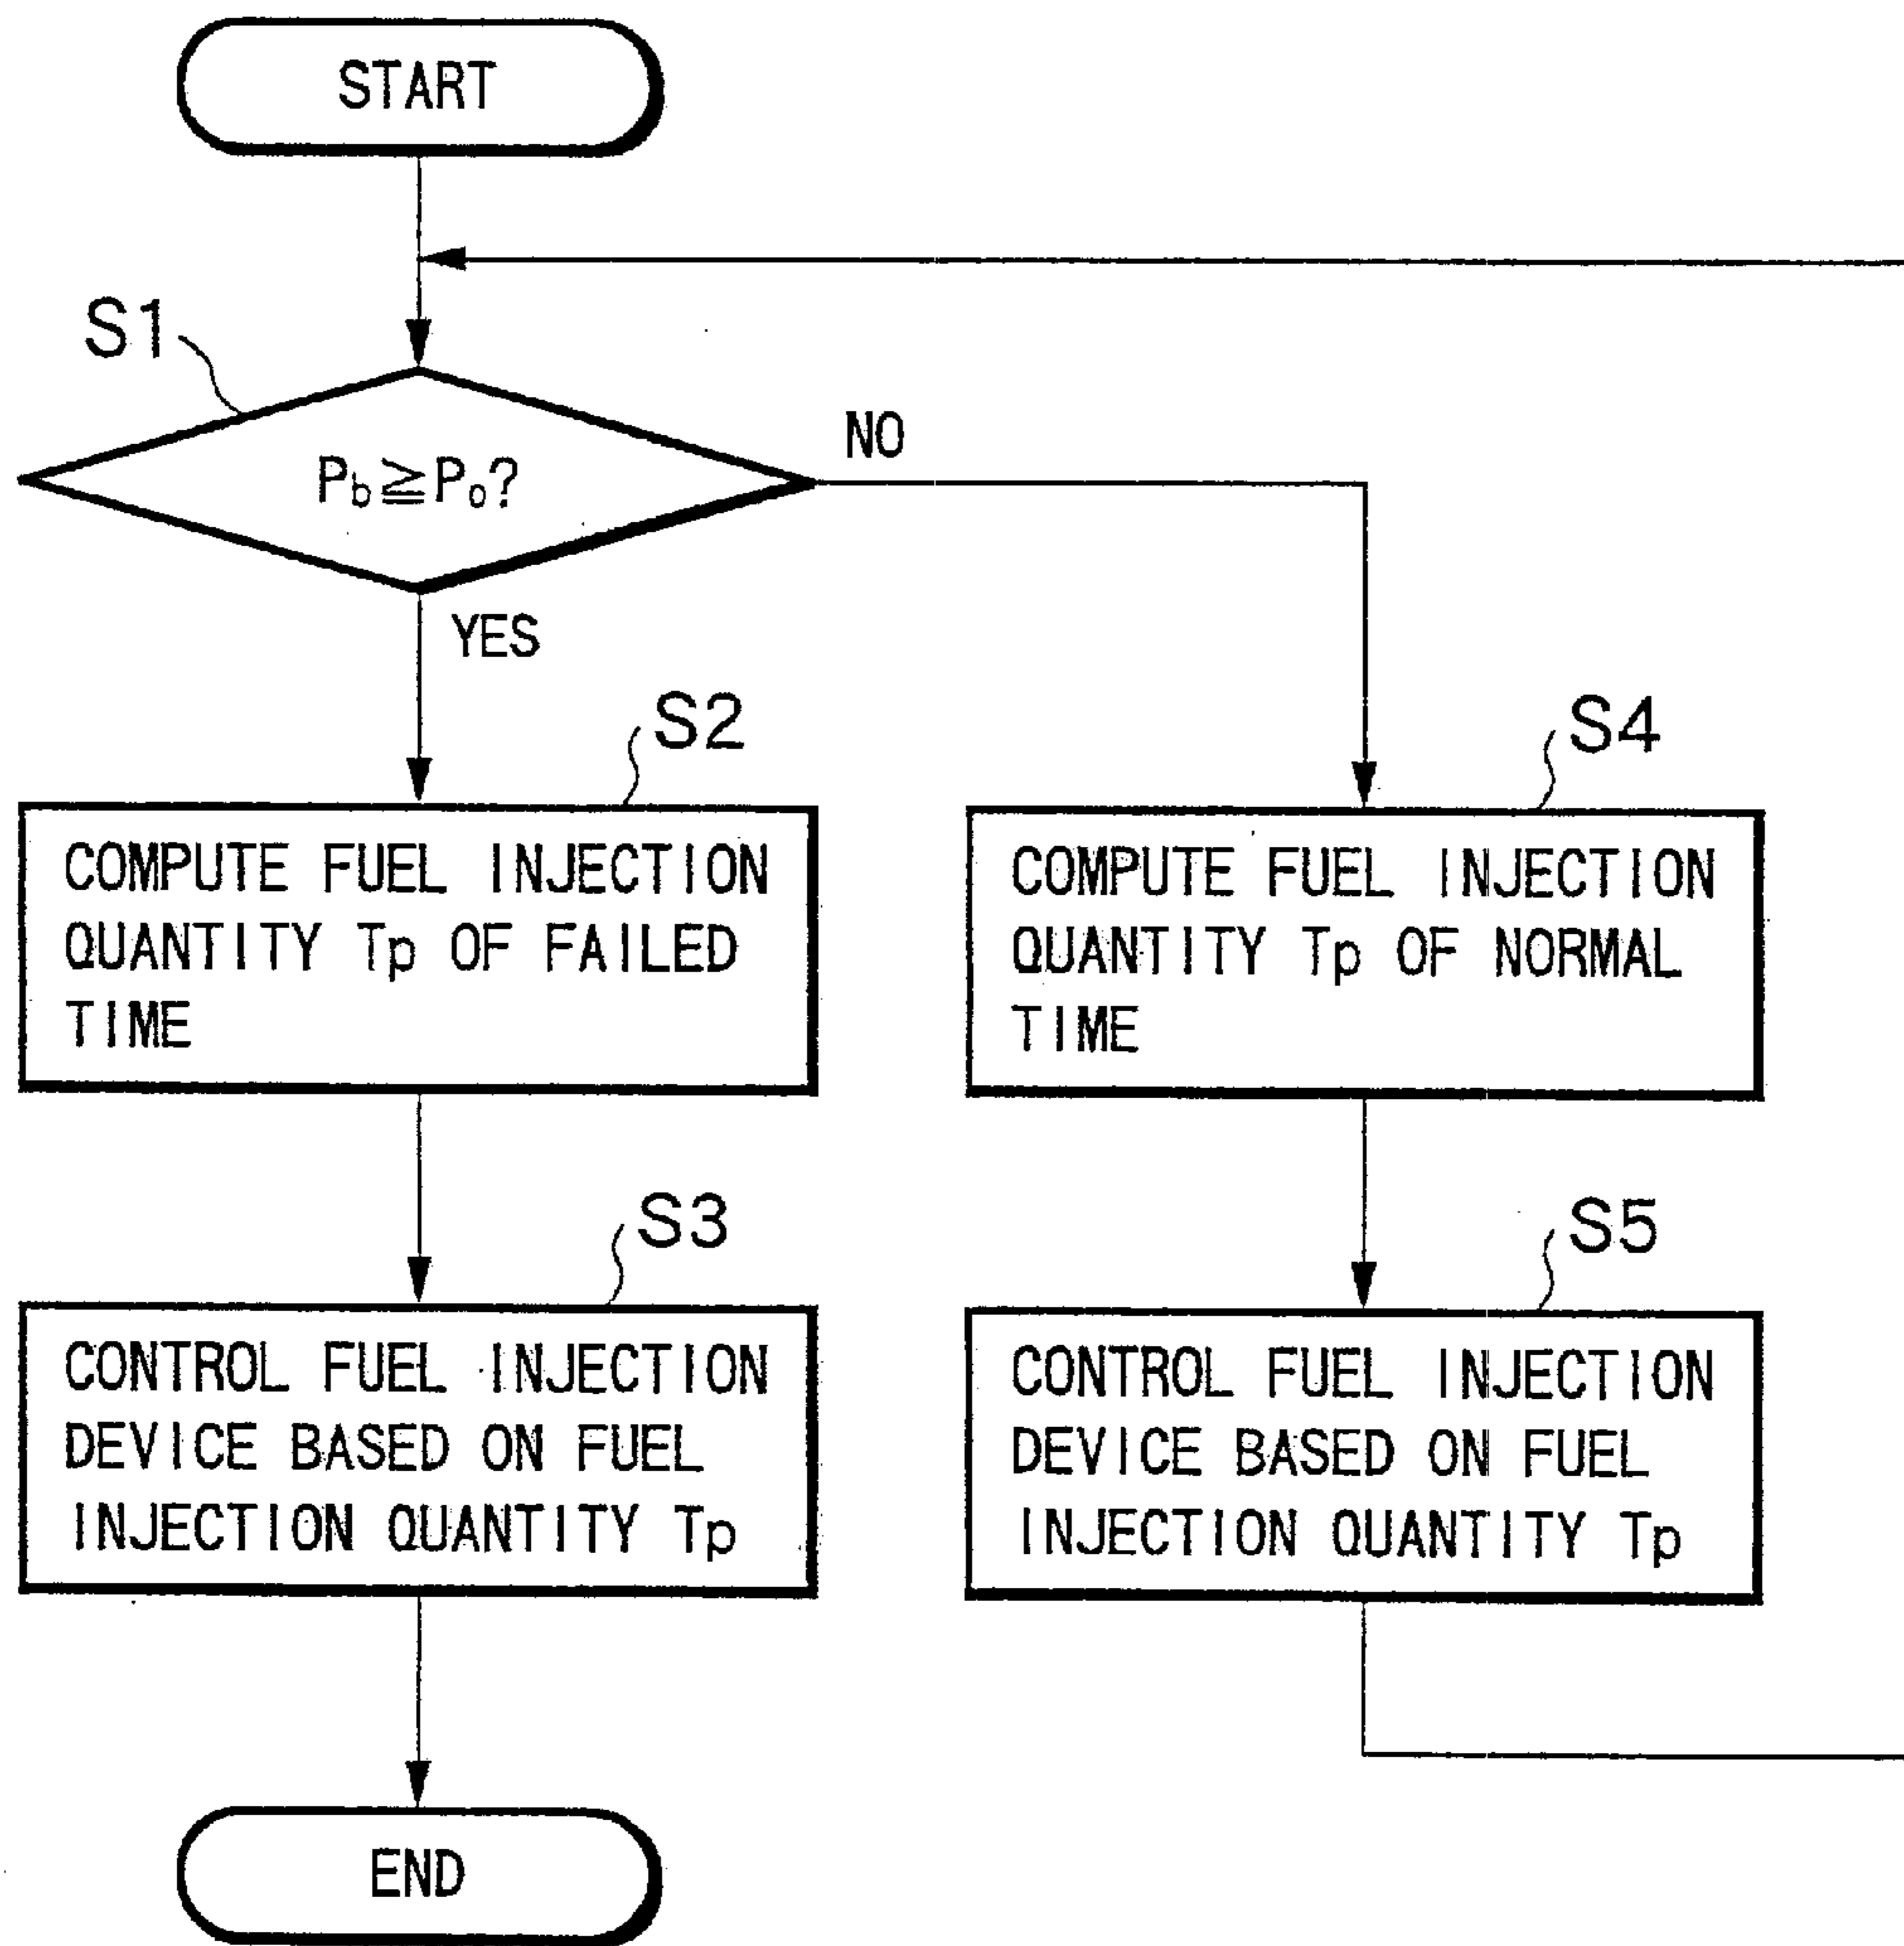 START
S1
P_b≧P_o?
NO
YES
S2
COMPUTE FUEL INJECTION
QUANTITY Tp OF FAILED
TIME
S3
CONTROL FUEL INJECTION
DEVICE BASED ON FUEL
INJECTION QUANTITY Tp
END
S4
COMPUTE FUEL INJECTION
QUANTITY Tp OF NORMAL
TIME
S5
CONTROL FUEL INJECTION
DEVICE BASED ON FUEL
INJECTION QUANTITY Tp